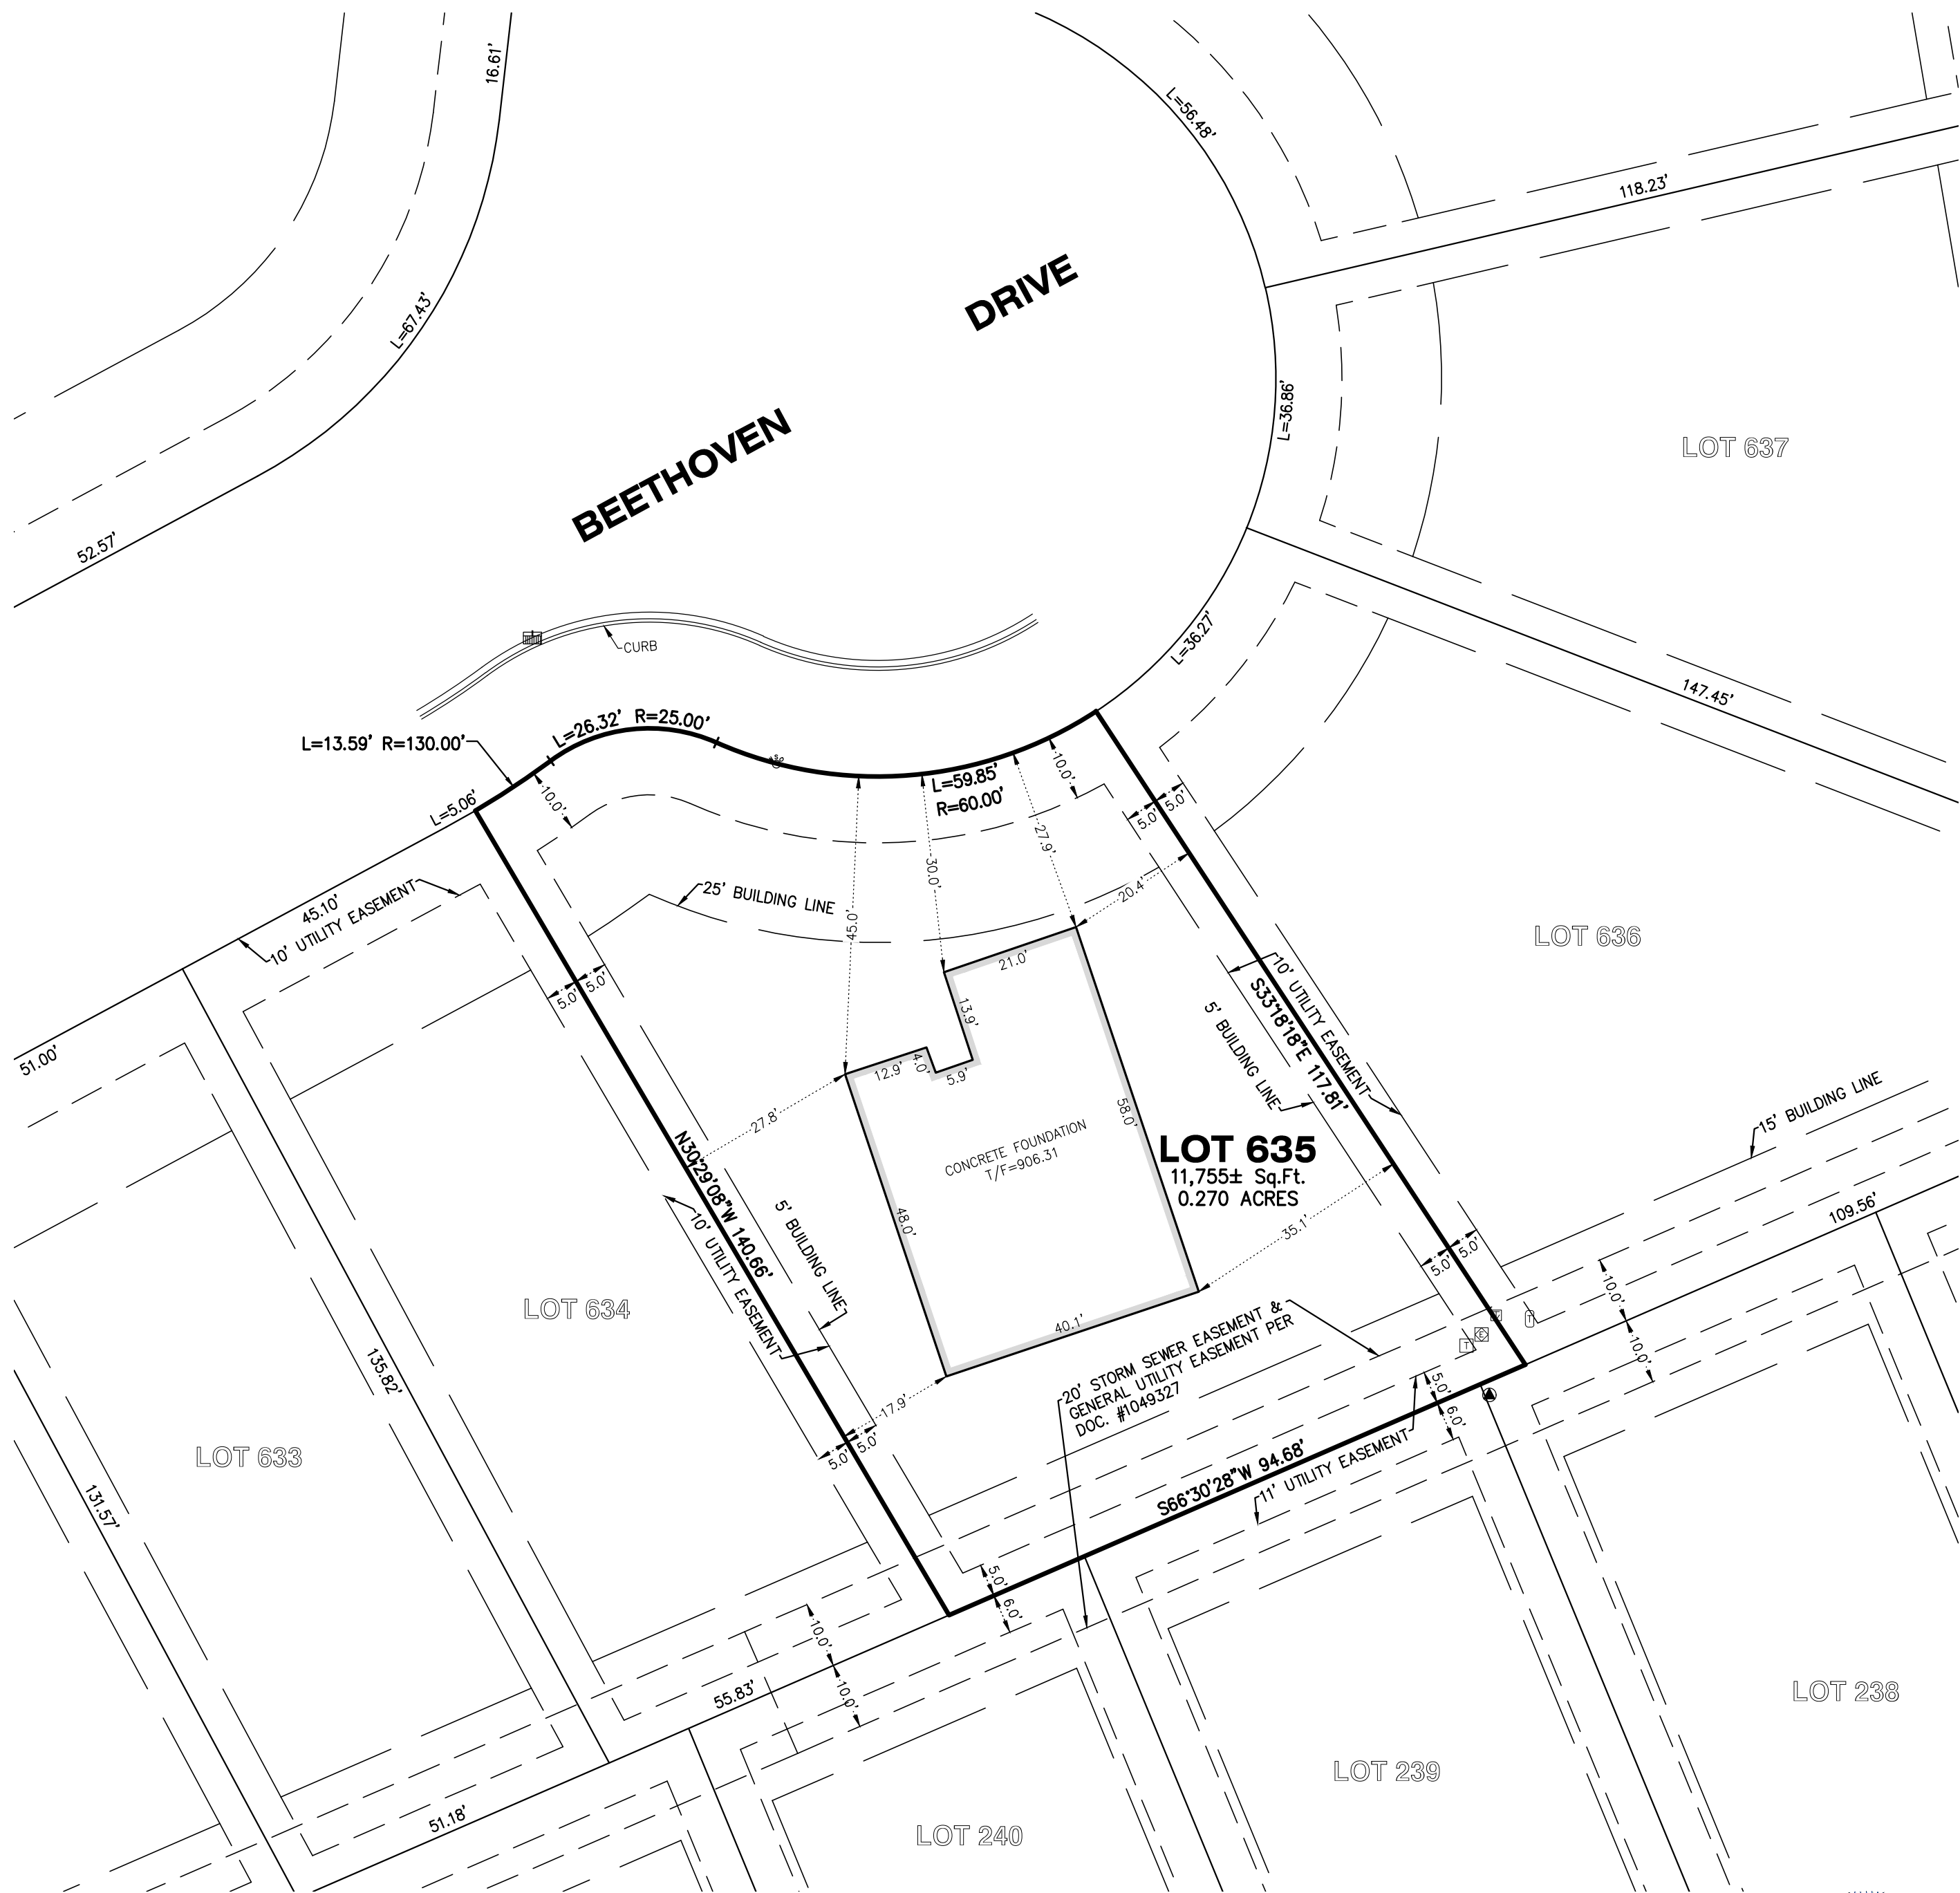 16.61'
L=56.48'
118.23'
L=67.43'
DRIVE
BEETHOVEN
L=36.86'
LOT 637
52.57'
CURB
L=36.27'
147.45'
L=13.59' R=130.00'
L=26.32' R=25.00'
L=5.06'
10.0'
L=59.85'
R=60.00'
10.0'
5.0'
5.0'
27.9'
30.0'
45.0'
20.4'
25' BUILDING LINE
45.10'
10' UTILITY EASEMENT
LOT 636
5.0'
5.0'
21.0'
13.9'
10' UTILITY EASEMENT
S33°18'18"E 117.81'
5' BUILDING LINE
51.00'
12.9'
4.0'
5.9'
27.8'
58.0'
15' BUILDING LINE
CONCRETE FOUNDATION
T/F=906.31
LOT 635
11,755± Sq.Ft.
0.270 ACRES
N30°29'08"W 140.66'
10' UTILITY EASEMENT
5' BUILDING LINE
48.0'
35.1'
109.56'
5.0'
5.0'
10.0'
10.0'
LOT 634
40.1'
T
E
T
20' STORM SEWER EASEMENT &
GENERAL UTILITY EASEMENT PER
DOC. #1049327
135.82'
17.9'
5.0'
5.0'
5.0'
6.0'
LOT 633
131.57'
S66°30'28"W 94.68'
11' UTILITY EASEMENT
5.0'
6.0'
10.0'
10.0'
55.83'
LOT 238
LOT 239
51.18'
LOT 240